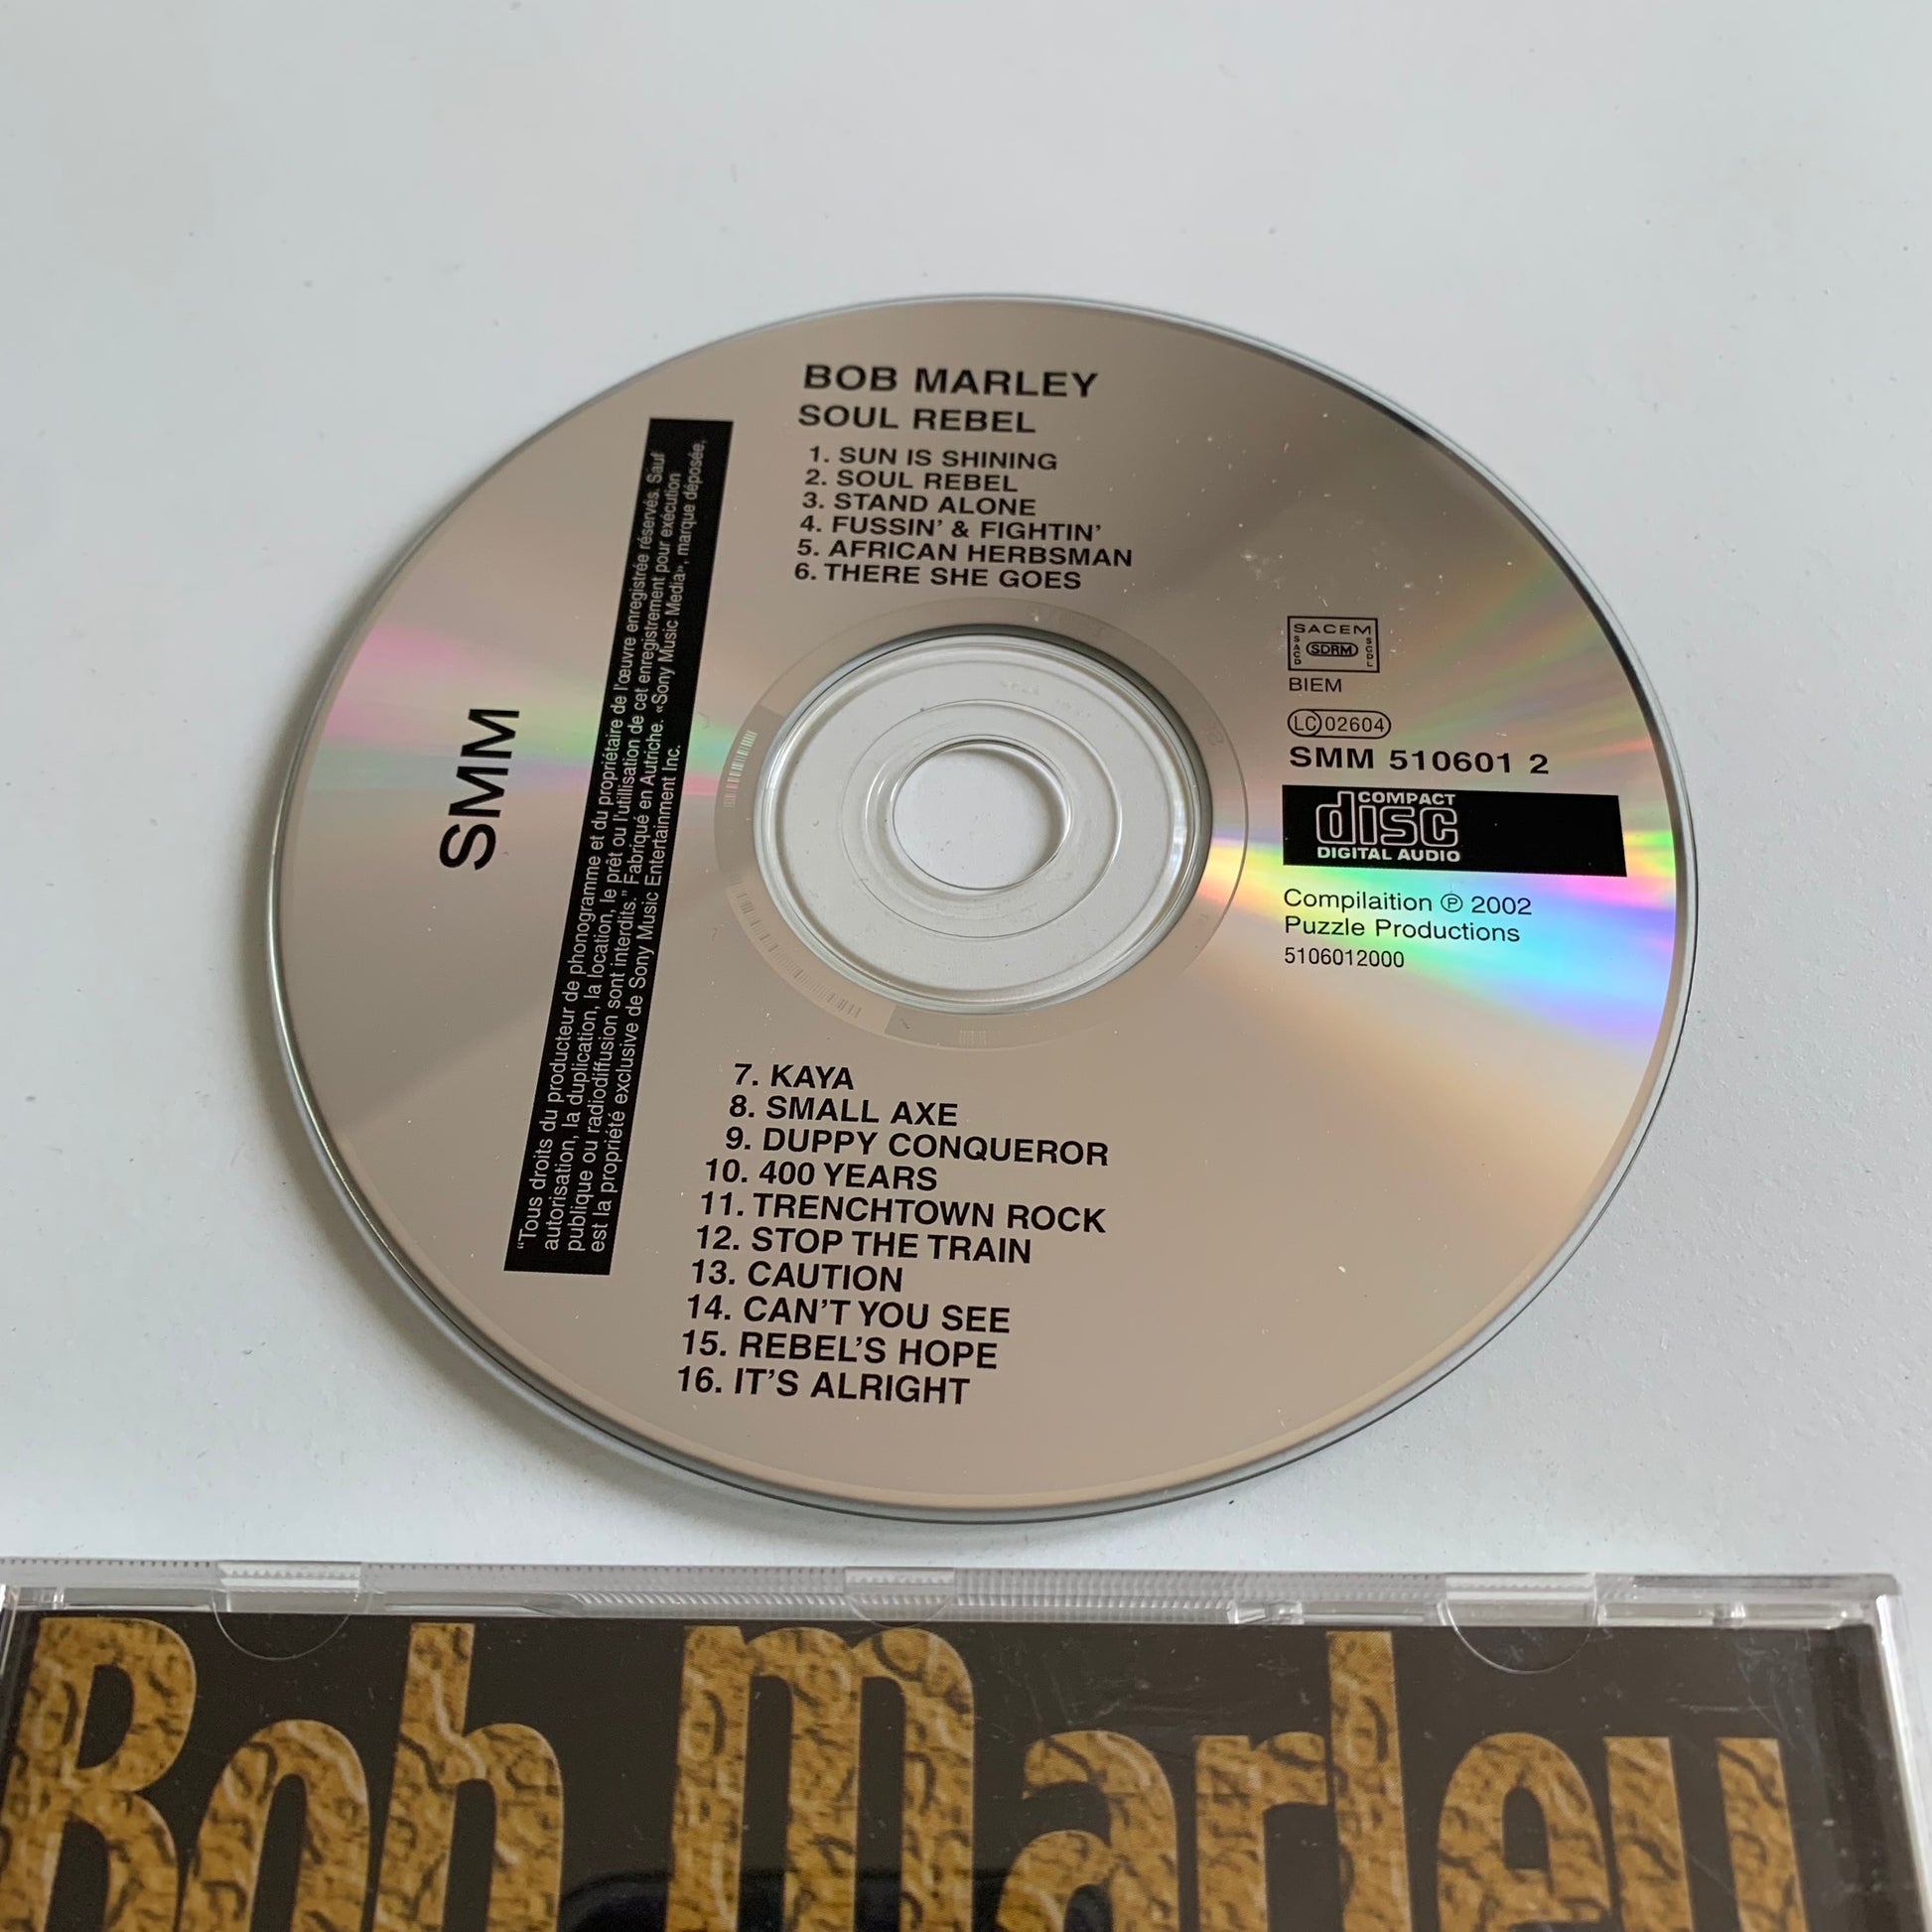 BOB MARLEY
SOUL REBEL
1. SUN IS SHINING
2. SOUL REBEL
3. STAND ALONE
4. FUSSIN' & FIGHTIN'
5. AFRICAN HERBSMAN
6. THERE SHE GOES
SMM
"Tous droits du producteur de phonogramme et du propriétaire de l'œuvre enregistrée réservés. Sauf
autorisation, la duplication, la location, le prêt ou l'utillisation de cet enregistrement pour exécution
publique ou radiodiffusion sont interdits." Fabriqué en Autriche. «Sony Music Media», marque déposée,
est la propriété exclusive de Sony Music Entertainment Inc.
SACEM
SACD
SDRM
SCDL
BIEM
LC 02604
SMM 510601 2
COMPACT
disc
DIGITAL AUDIO
Compilaition ℗ 2002
Puzzle Productions
5106012000
7. KAYA
8. SMALL AXE
9. DUPPY CONQUEROR
10. 400 YEARS
11. TRENCHTOWN ROCK
12. STOP THE TRAIN
13. CAUTION
14. CAN'T YOU SEE
15. REBEL'S HOPE
16. IT'S ALRIGHT
Bob Marley